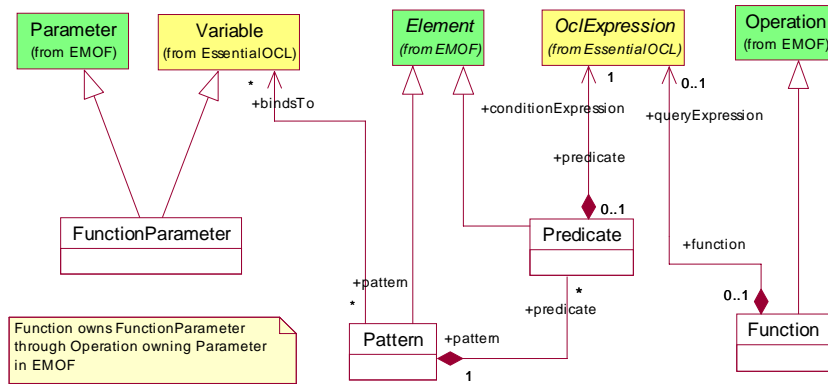 Parameter
(from EMOF)
Variable
(from EssentialOCL)
Element
(from EMOF)
OclExpression
(from EssentialOCL)
Operation
(from EMOF)
*
+bindsTo
1
+conditionExpression
0..1
+queryExpression
+predicate
0..1
FunctionParameter
Predicate
+function
+pattern
*
*
+predicate
0..1
Function owns FunctionParameter
through Operation owning Parameter
in EMOF
Pattern
+pattern
1
Function